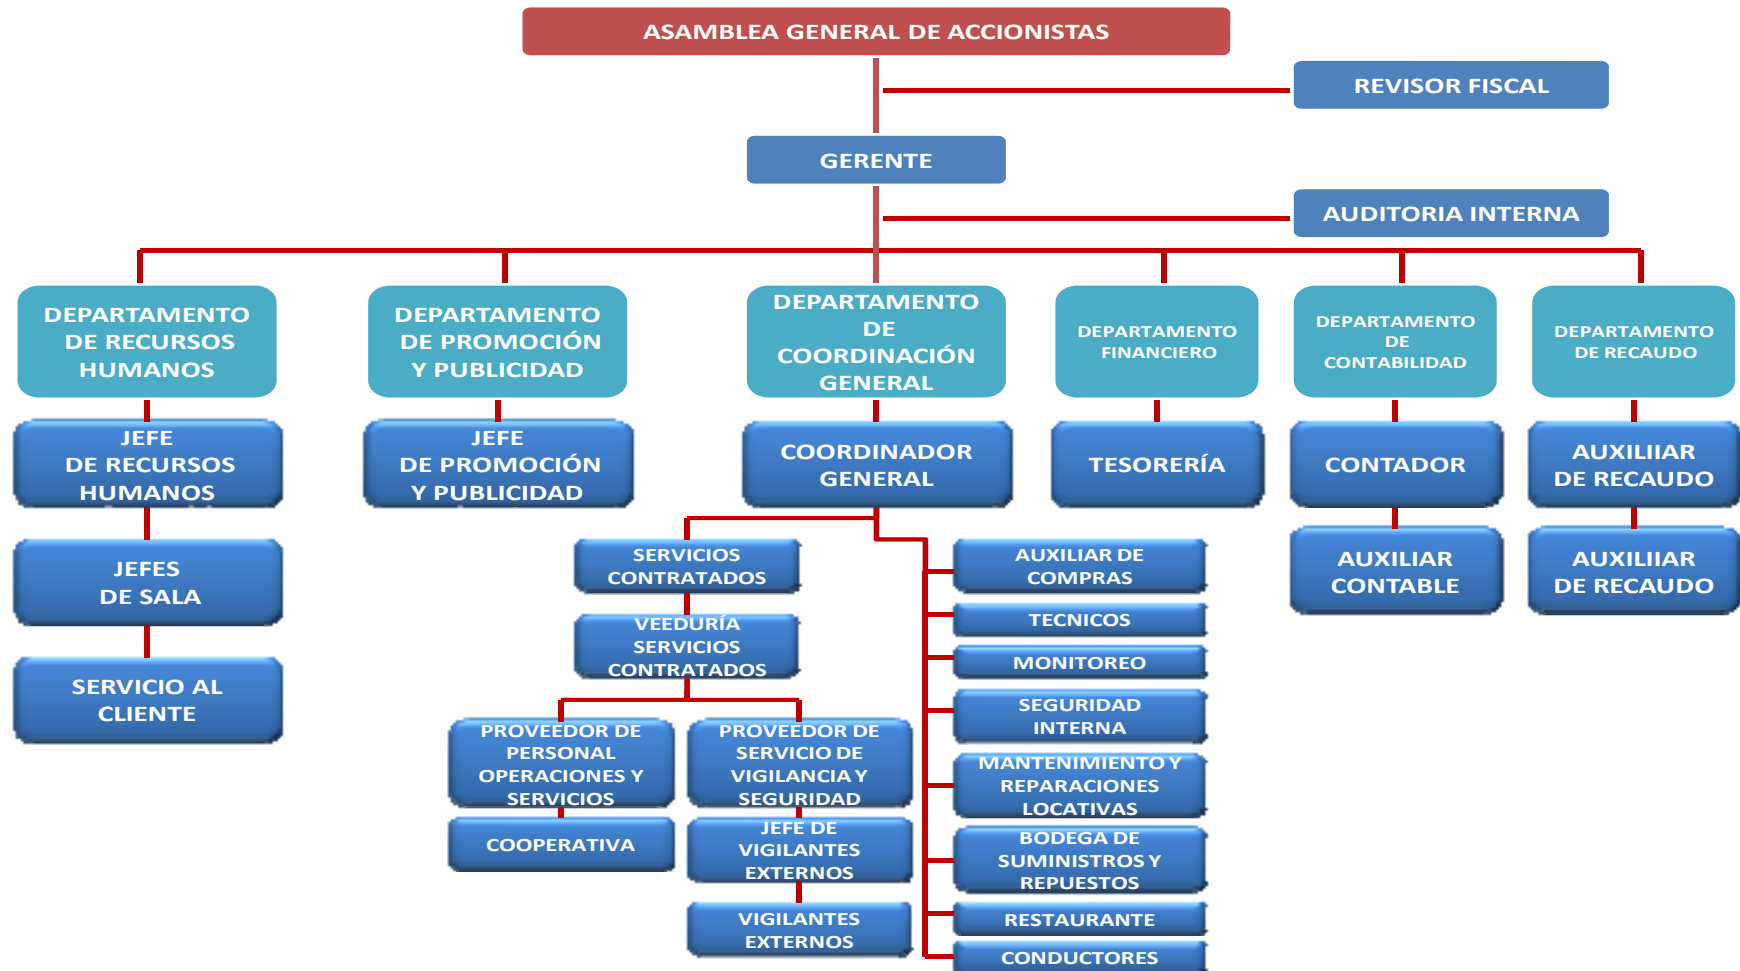 ASAMBLEA GENERAL DE ACCIONISTAS
REVISOR FISCAL
GERENTE
AUDITORIA INTERNA
DEPARTAMENTO
DE RECURSOS
HUMANOS
DEPARTAMENTO
DE PROMOCIÓN
Y PUBLICIDAD
DEPARTAMENTO
DE
COORDINACIÓN
GENERAL
DEPARTAMENTO
FINANCIERO
DEPARTAMENTO
DE
CONTABILIDAD
DEPARTAMENTO
DE RECAUDO
JEFE
DE RECURSOS
HUMANOS
JEFE
DE PROMOCIÓN
Y PUBLICIDAD
COORDINADOR
GENERAL
TESORERÍA
CONTADOR
AUXILIIAR
DE RECAUDO
JEFES
DE SALA
SERVICIO AL
CLIENTE
SERVICIOS
CONTRATADOS
VEEDURÍA
SERVICIOS
CONTRATADOS
PROVEEDOR DE
PERSONAL
OPERACIONES Y
SERVICIOS
COOPERATIVA
PROVEEDOR DE
SERVICIO DE
VIGILANCIA Y
SEGURIDAD
JEFE DE
VIGILANTES
EXTERNOS
VIGILANTES
EXTERNOS
AUXILIAR DE
COMPRAS
TECNICOS
MONITOREO
SEGURIDAD
INTERNA
MANTENIMIENTO Y
REPARACIONES
LOCATIVAS
BODEGA DE
SUMINISTROS Y
REPUESTOS
RESTAURANTE
CONDUCTORES
AUXILIAR
CONTABLE
AUXILIIAR
DE RECAUDO